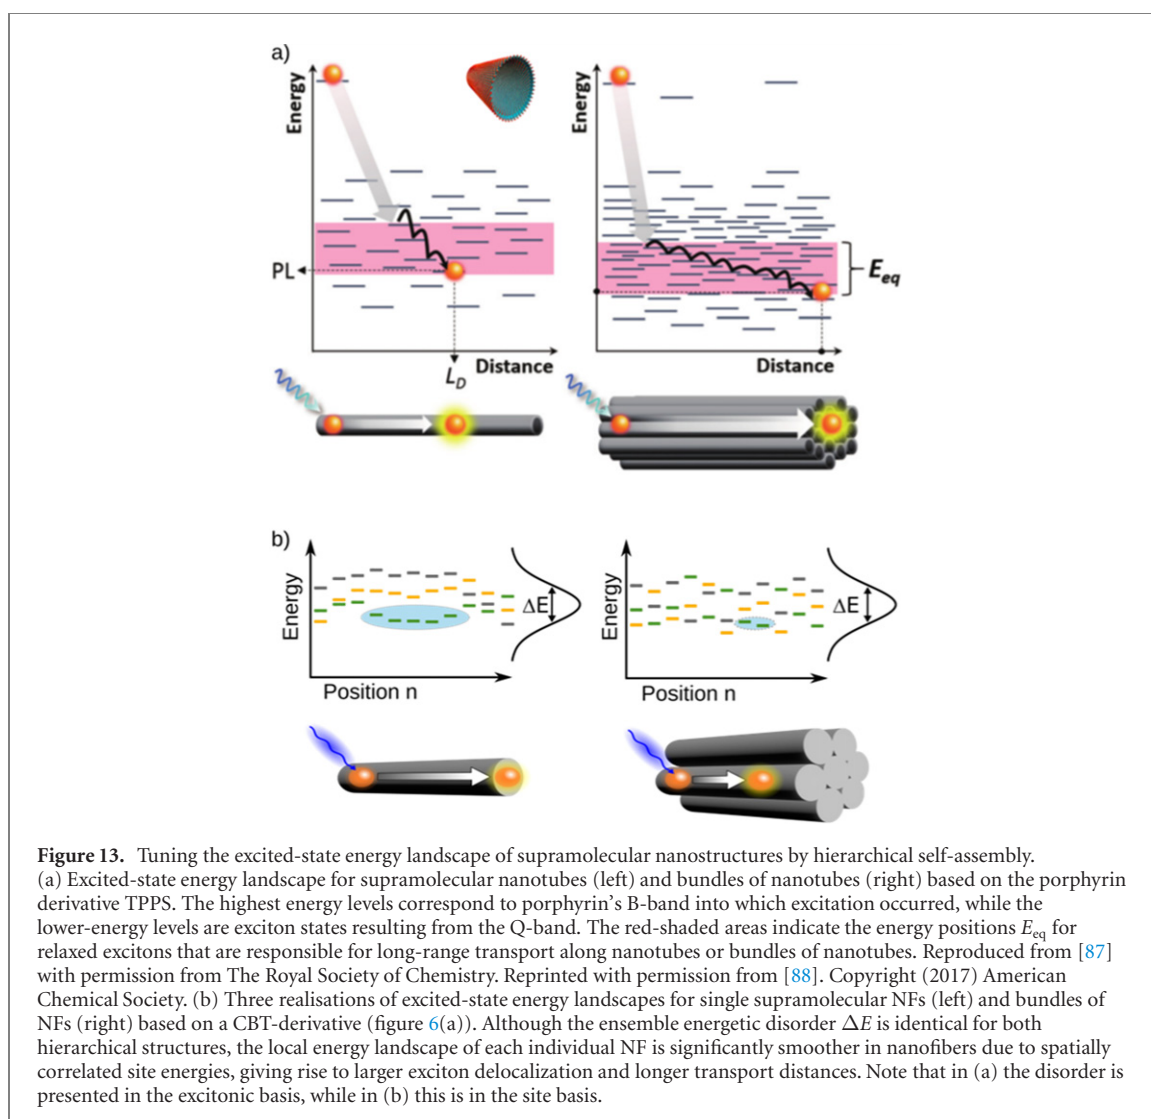 a)
Energy
PL
L_D
Distance
Energy
E_eq
Distance
b)
Energy
ΔE
Position n
Energy
ΔE
Position n
Figure 13. Tuning the excited-state energy landscape of supramolecular nanostructures by hierarchical self-assembly.
(a) Excited-state energy landscape for supramolecular nanotubes (left) and bundles of nanotubes (right) based on the porphyrin
derivative TPPS. The highest energy levels correspond to porphyrin's B-band into which excitation occurred, while the
lower-energy levels are exciton states resulting from the Q-band. The red-shaded areas indicate the energy positions E_eq for
relaxed excitons that are responsible for long-range transport along nanotubes or bundles of nanotubes. Reproduced from [87]
with permission from The Royal Society of Chemistry. Reprinted with permission from [88]. Copyright (2017) American
Chemical Society. (b) Three realisations of excited-state energy landscapes for single supramolecular NFs (left) and bundles of
NFs (right) based on a CBT-derivative (figure 6(a)). Although the ensemble energetic disorder ΔE is identical for both
hierarchical structures, the local energy landscape of each individual NF is significantly smoother in nanofibers due to spatially
correlated site energies, giving rise to larger exciton delocalization and longer transport distances. Note that in (a) the disorder is
presented in the excitonic basis, while in (b) this is in the site basis.